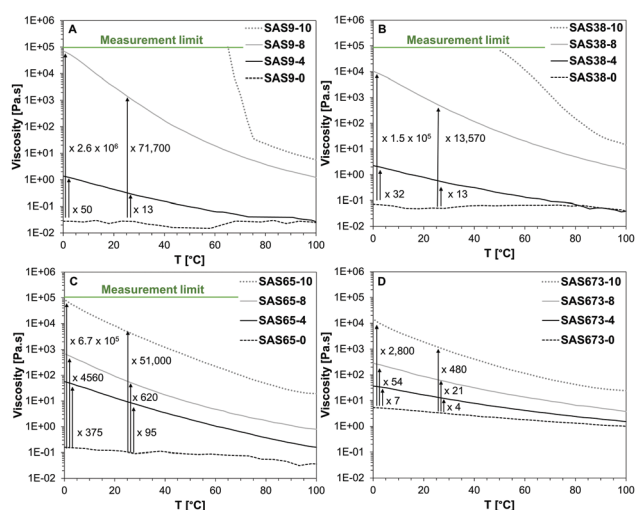 A
Measurement limit
SAS9-10
SAS9-8
SAS9-4
SAS9-0
Viscosity [Pa.s]
1E+06
1E+05
1E+04
1E+03
1E+02
1E+01
1E+00
1E-01
1E-02
x 2.6 x 10⁶
x 71,700
x 50
x 13
0 20 40 60 80 100
T [°C]
B
Measurement limit
SAS38-10
SAS38-8
SAS38-4
SAS38-0
Viscosity [Pa.s]
1E+06
1E+05
1E+04
1E+03
1E+02
1E+01
1E+00
1E-01
1E-02
x 1.5 x 10⁵
x 13,570
x 32
x 13
0 20 40 60 80 100
T [°C]
C
Measurement limit
SAS65-10
SAS65-8
SAS65-4
SAS65-0
Viscosity [Pa.s]
1E+06
1E+05
1E+04
1E+03
1E+02
1E+01
1E+00
1E-01
1E-02
x 6.7 x 10⁵
x 51,000
x 4560
x 620
x 375
x 95
0 20 40 60 80 100
T [°C]
D
SAS673-10
SAS673-8
SAS673-4
SAS673-0
Viscosity [Pa.s]
1E+06
1E+05
1E+04
1E+03
1E+02
1E+01
1E+00
1E-01
1E-02
x 2,800
x 480
x 54
x 21
x 7
x 4
0 20 40 60 80 100
T [°C]